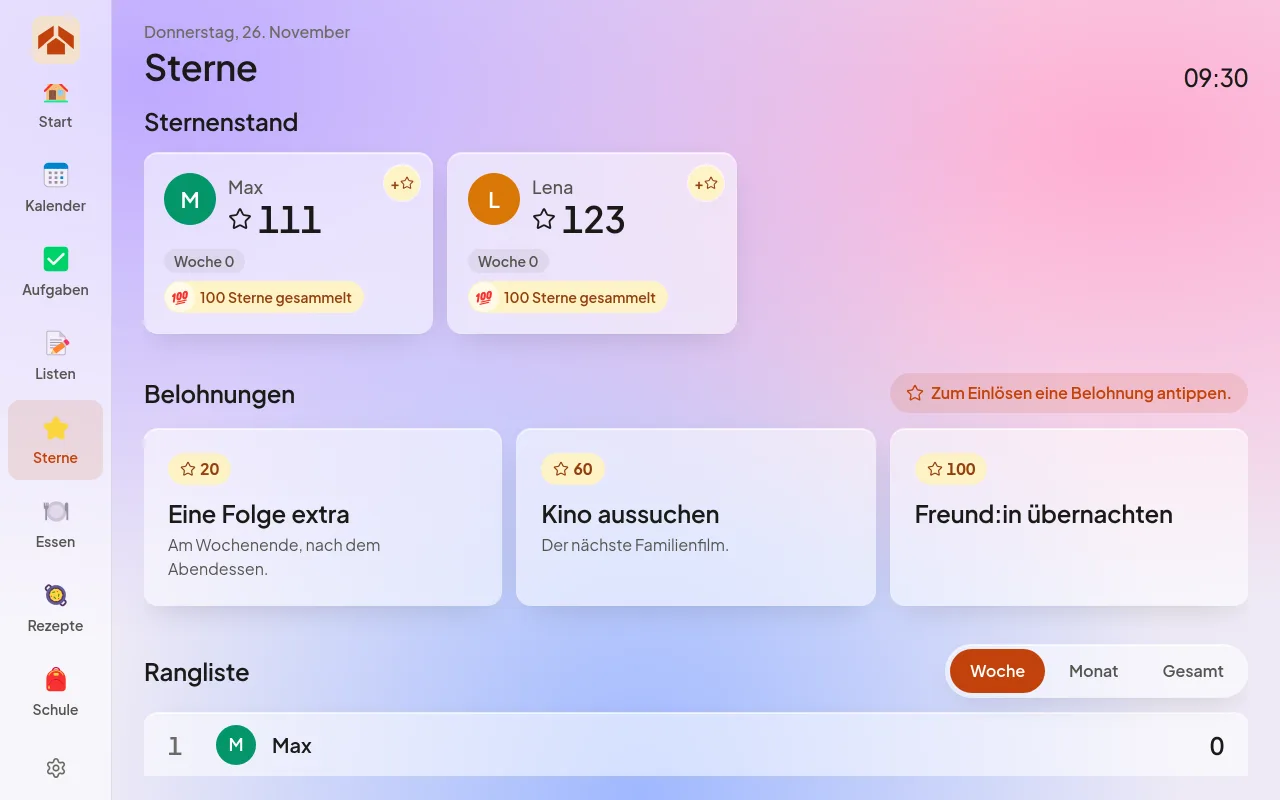 Donnerstag, 26. November
Sterne
09:30
Start
Kalender
Aufgaben
Listen
Sterne
Essen
Rezepte
Schule
Sternenstand
M
Max
111
+
Woche 0
💯 100 Sterne gesammelt
L
Lena
123
+
Woche 0
💯 100 Sterne gesammelt
Belohnungen
Zum Einlösen eine Belohnung antippen.
20
Eine Folge extra
Am Wochenende, nach dem
Abendessen.
60
Kino aussuchen
Der nächste Familienfilm.
100
Freund:in übernachten
Rangliste
Woche
Monat
Gesamt
1
M
Max
0